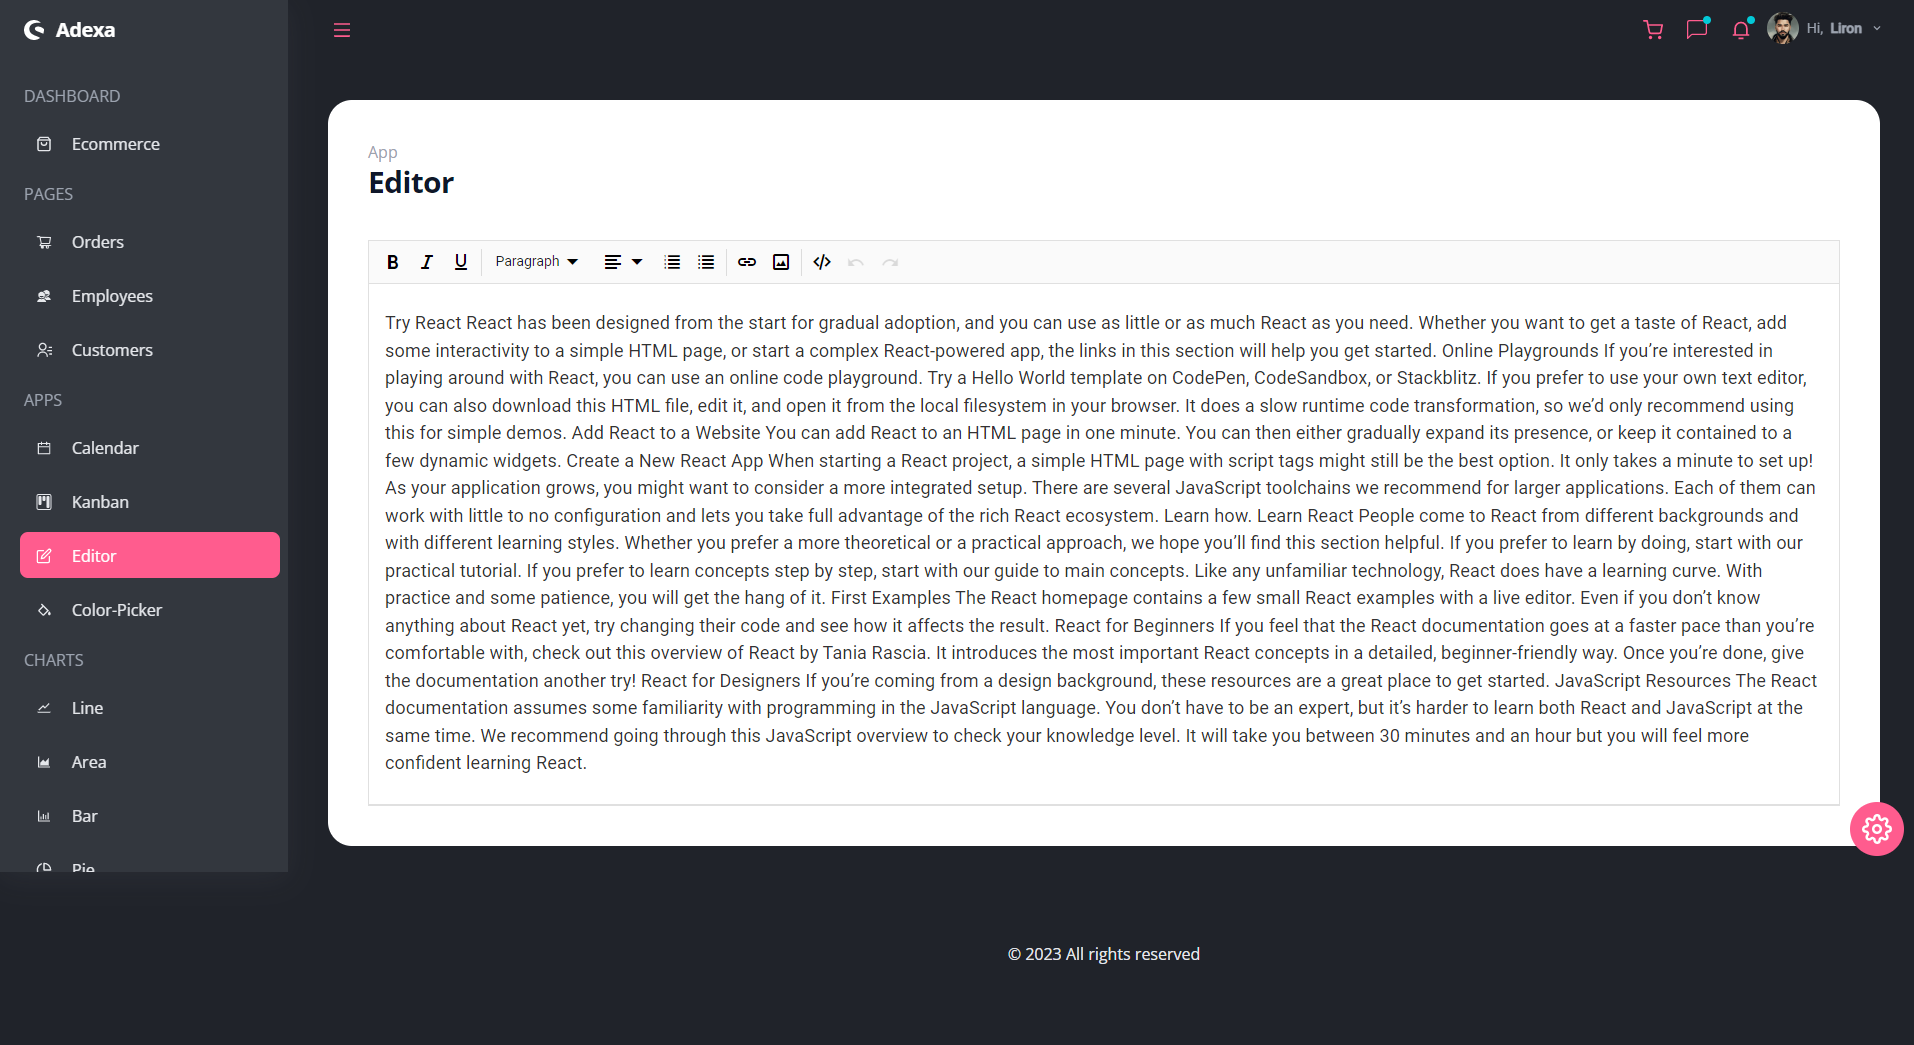 Adexa
Hi, Liron
DASHBOARD
Ecommerce
PAGES
Orders
Employees
Customers
APPS
Calendar
Kanban
Editor
Color-Picker
CHARTS
Line
Area
Bar
Pie
App
Editor
B I U Paragraph
Try React React has been designed from the start for gradual adoption, and you can use as little or as much React as you need. Whether you want to get a taste of React, add
some interactivity to a simple HTML page, or start a complex React-powered app, the links in this section will help you get started. Online Playgrounds If you’re interested in
playing around with React, you can use an online code playground. Try a Hello World template on CodePen, CodeSandbox, or Stackblitz. If you prefer to use your own text editor,
you can also download this HTML file, edit it, and open it from the local filesystem in your browser. It does a slow runtime code transformation, so we’d only recommend using
this for simple demos. Add React to a Website You can add React to an HTML page in one minute. You can then either gradually expand its presence, or keep it contained to a
few dynamic widgets. Create a New React App When starting a React project, a simple HTML page with script tags might still be the best option. It only takes a minute to set up!
As your application grows, you might want to consider a more integrated setup. There are several JavaScript toolchains we recommend for larger applications. Each of them can
work with little to no configuration and lets you take full advantage of the rich React ecosystem. Learn how. Learn React People come to React from different backgrounds and
with different learning styles. Whether you prefer a more theoretical or a practical approach, we hope you’ll find this section helpful. If you prefer to learn by doing, start with our
practical tutorial. If you prefer to learn concepts step by step, start with our guide to main concepts. Like any unfamiliar technology, React does have a learning curve. With
practice and some patience, you will get the hang of it. First Examples The React homepage contains a few small React examples with a live editor. Even if you don’t know
anything about React yet, try changing their code and see how it affects the result. React for Beginners If you feel that the React documentation goes at a faster pace than you’re
comfortable with, check out this overview of React by Tania Rascia. It introduces the most important React concepts in a detailed, beginner-friendly way. Once you’re done, give
the documentation another try! React for Designers If you’re coming from a design background, these resources are a great place to get started. JavaScript Resources The React
documentation assumes some familiarity with programming in the JavaScript language. You don’t have to be an expert, but it’s harder to learn both React and JavaScript at the
same time. We recommend going through this JavaScript overview to check your knowledge level. It will take you between 30 minutes and an hour but you will feel more
confident learning React.
© 2023 All rights reserved